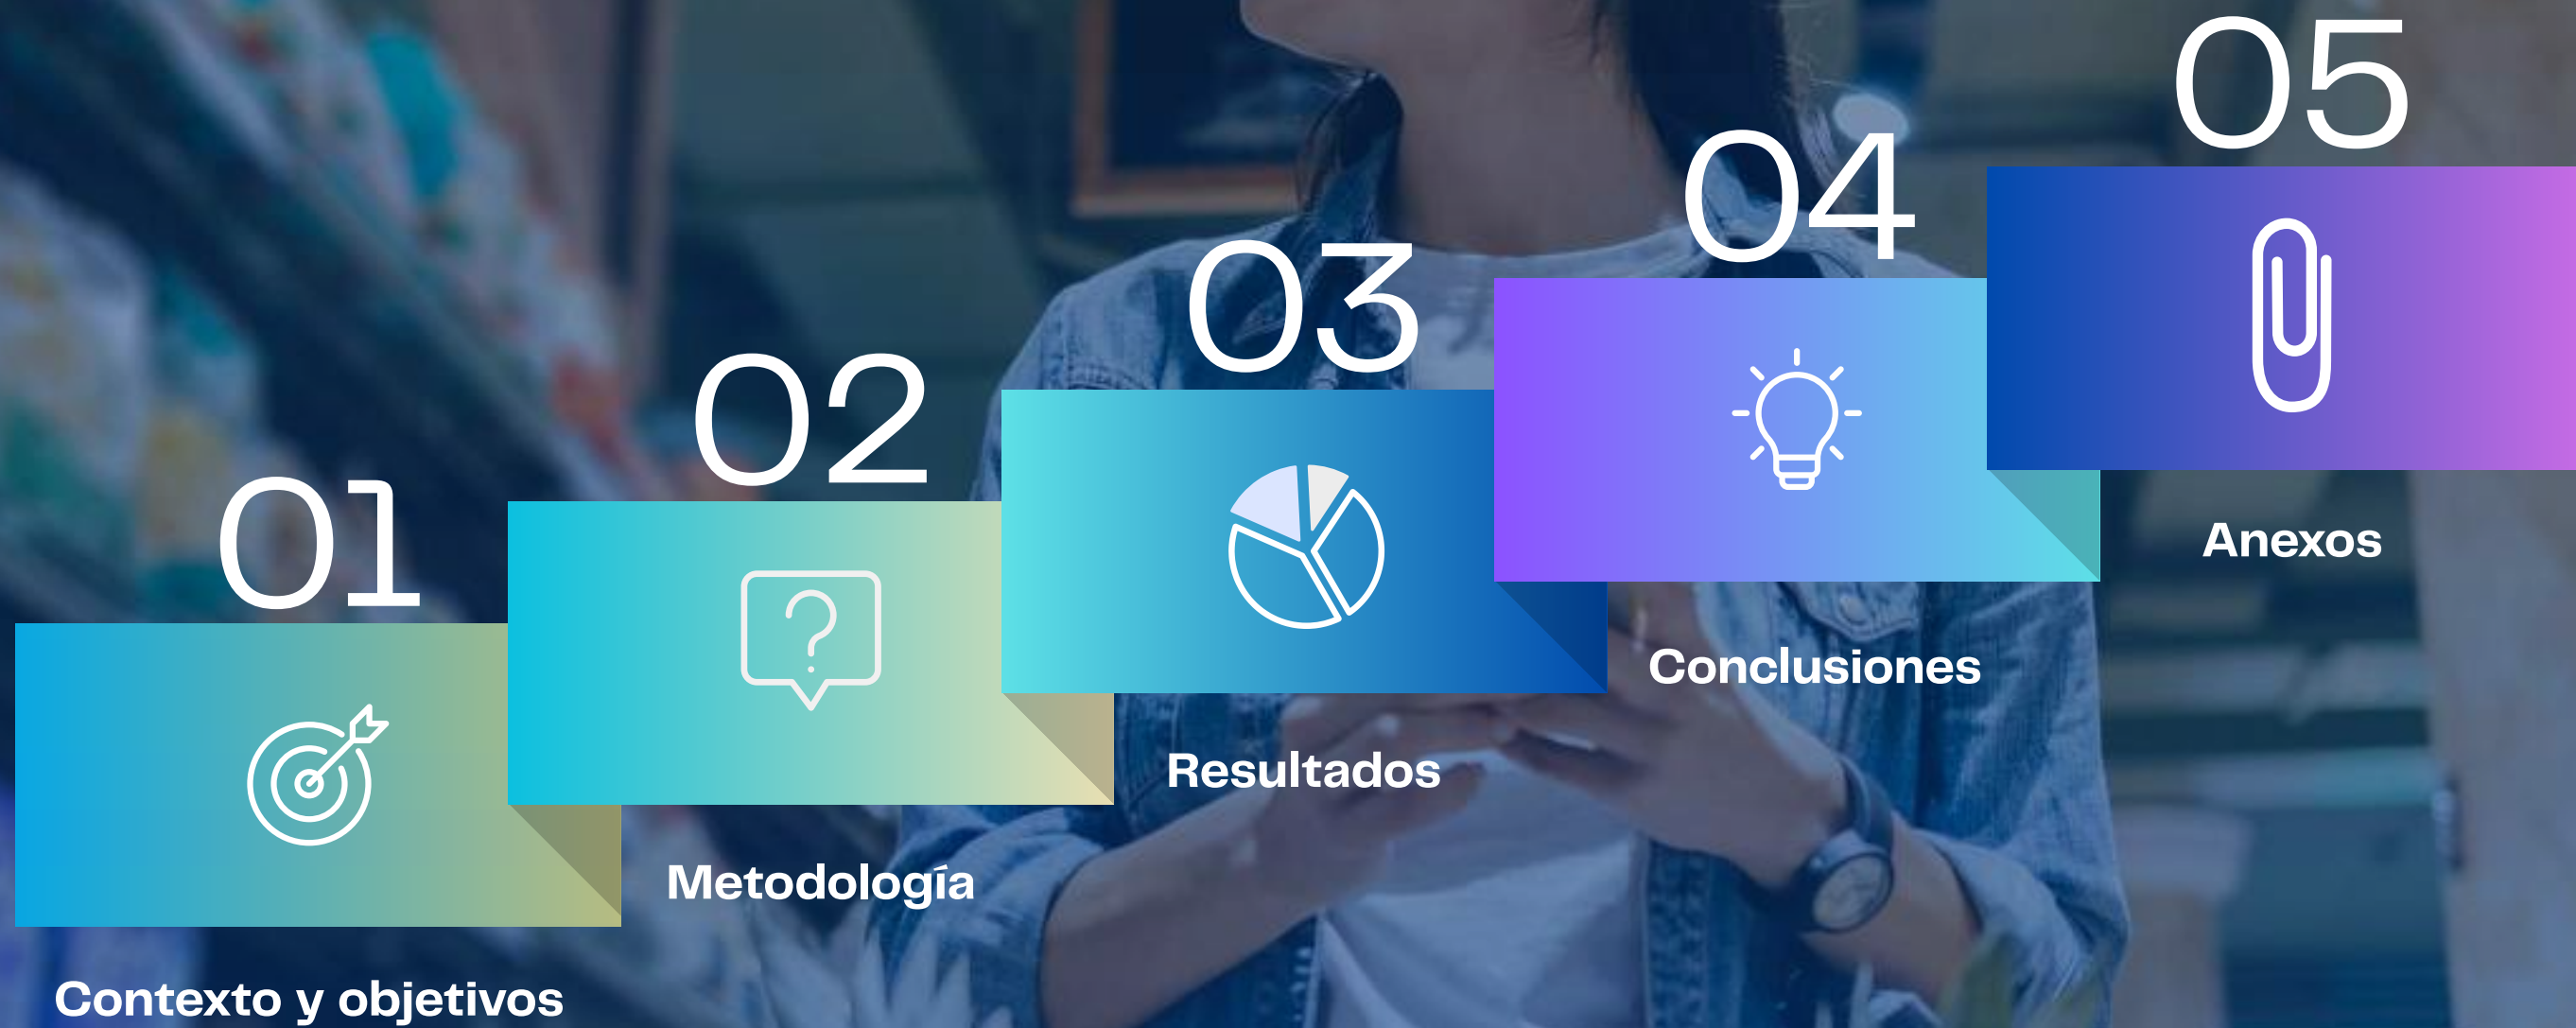 01
Contexto y objetivos
02
Metodología
03
Resultados
04
Conclusiones
05
Anexos